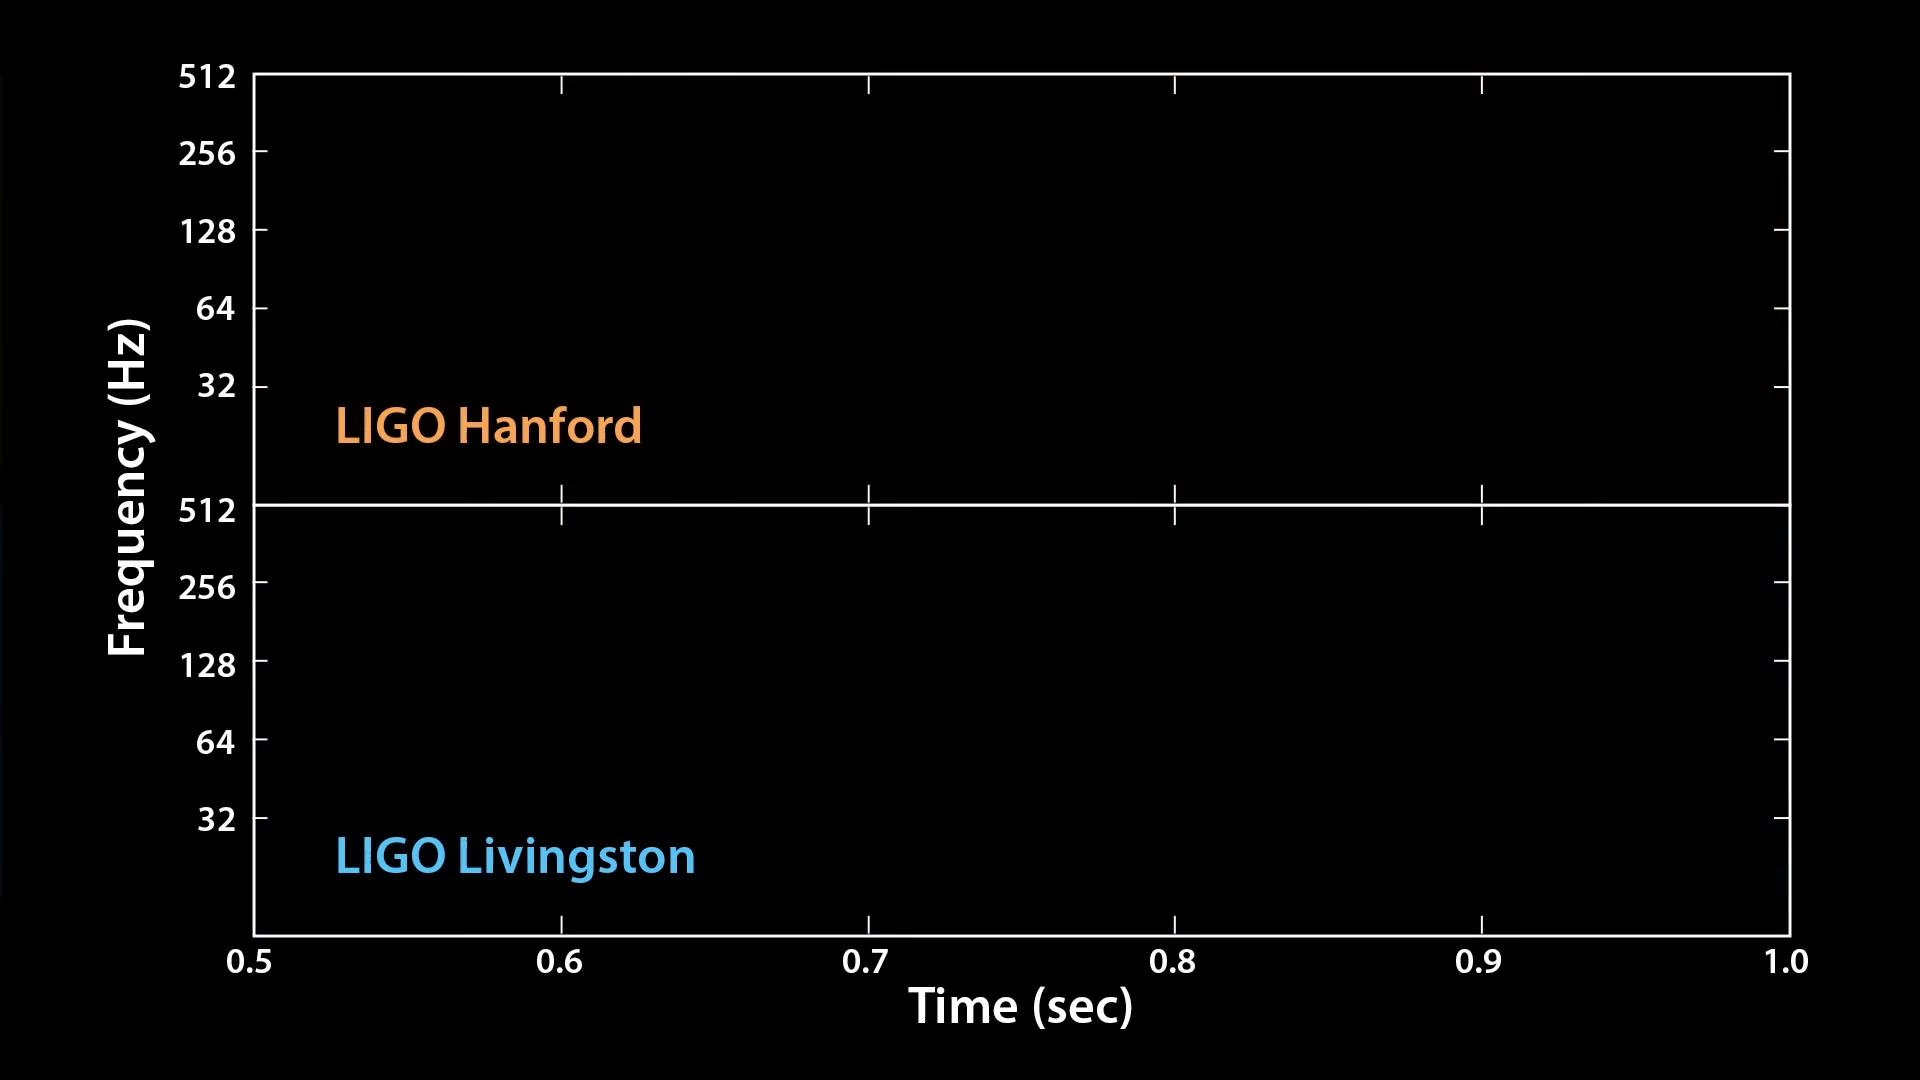 512
256
128
64
32
LIGO Hanford
Frequency (Hz)
512
256
128
64
32
LIGO Livingston
0.5 0.6 0.7 0.8 0.9 1.0
Time (sec)